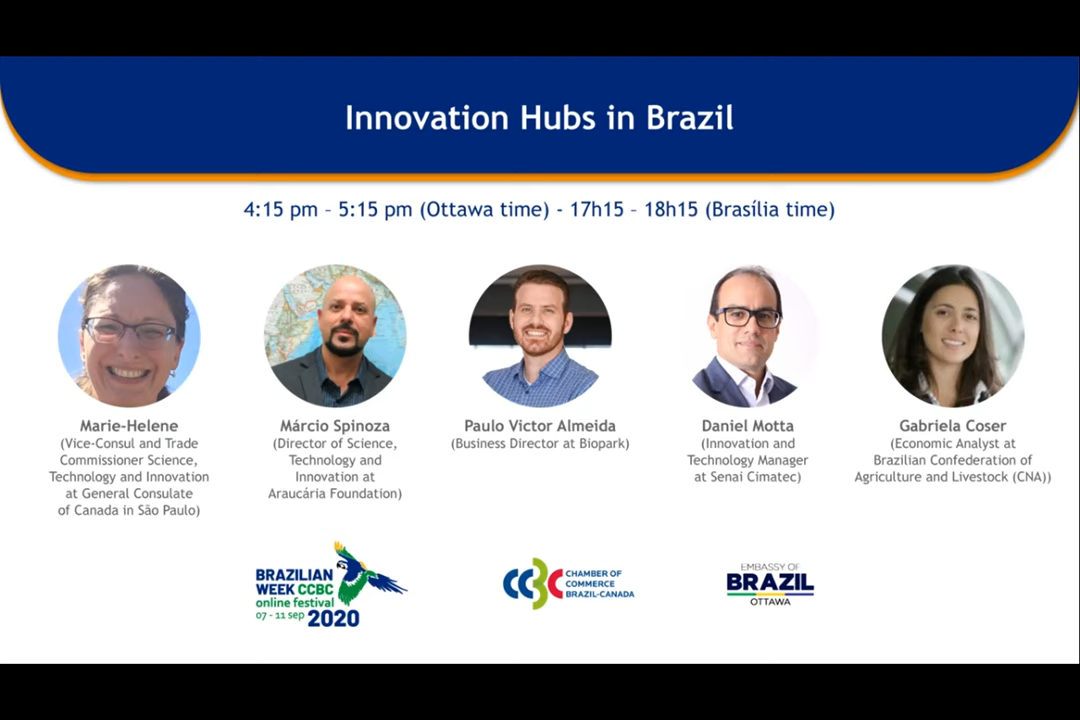 Innovation Hubs in Brazil
4:15 pm – 5:15 pm (Ottawa time) - 17h15 – 18h15 (Brasília time)
Marie-Helene
(Vice-Consul and Trade
Commissioner Science,
Technology and Innovation
at General Consulate
of Canada in São Paulo)
Márcio Spinoza
(Director of Science,
Technology and
Innovation at
Araucária Foundation)
Paulo Victor Almeida
(Business Director at Biopark)
Daniel Motta
(Innovation and
Technology Manager
at Senai Cimatec)
Gabriela Coser
(Economic Analyst at
Brazilian Confederation of
Agriculture and Livestock (CNA))
BRAZILIAN
WEEK CCBC
online festival
07 - 11 sep 2020
CCBC
CHAMBER OF
COMMERCE
BRAZIL-CANADA
EMBASSY OF
BRAZIL
OTTAWA